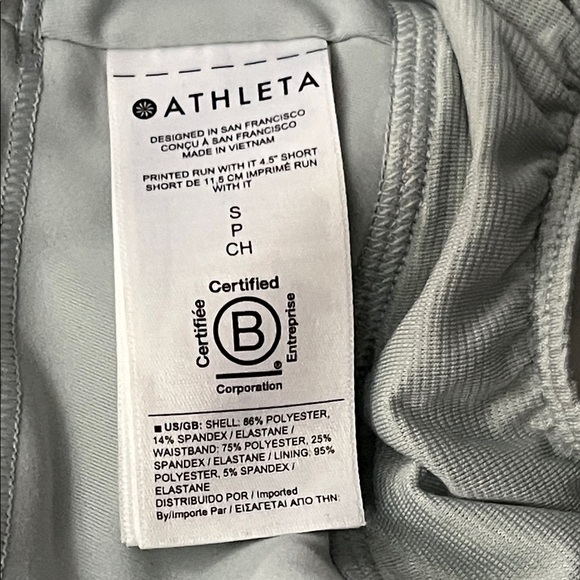 ATHLETA
DESIGNED IN SAN FRANCISCO
CONÇU À SAN FRANCISCO
MADE IN VIETNAM
PRINTED RUN WITH IT 4.5" SHORT
SHORT DE 11,5 CM IMPRIMÉ RUN
WITH IT
S
P
CH
Certified
Certifiée
B
Entreprise
®
Corporation
■ US/GB: SHELL: 86% POLYESTER,
14% SPANDEX / ELASTANE /
WAISTBAND: 75% POLYESTER, 25%
SPANDEX / ELASTANE / LINING: 95%
POLYESTER, 5% SPANDEX /
ELASTANE
DISTRIBUIDO POR / Imported
By/importe Par / ΕΙΣΑΓΕΤΑΙ ΑΠΟ ΤΗΝ: